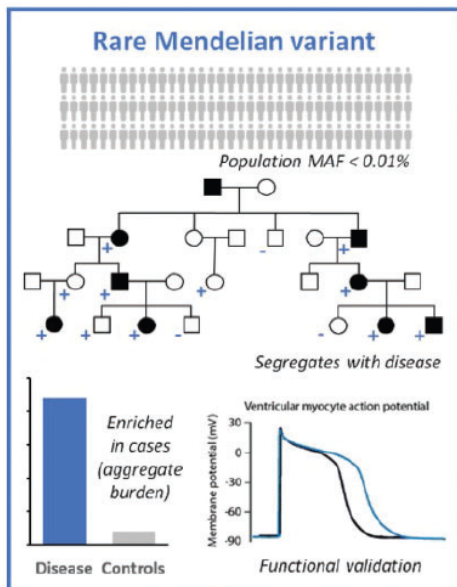 Rare Mendelian variant
Population MAF < 0.01%
+
-
+
+
+
+
+
+
+
+
-
-
+
+
Segregates with disease
Enriched
in cases
(aggregate
burden)
Disease Controls
Ventricular myocyte action potential
Membrane potential (mV)
30
0
-30
-60
-90
Functional validation